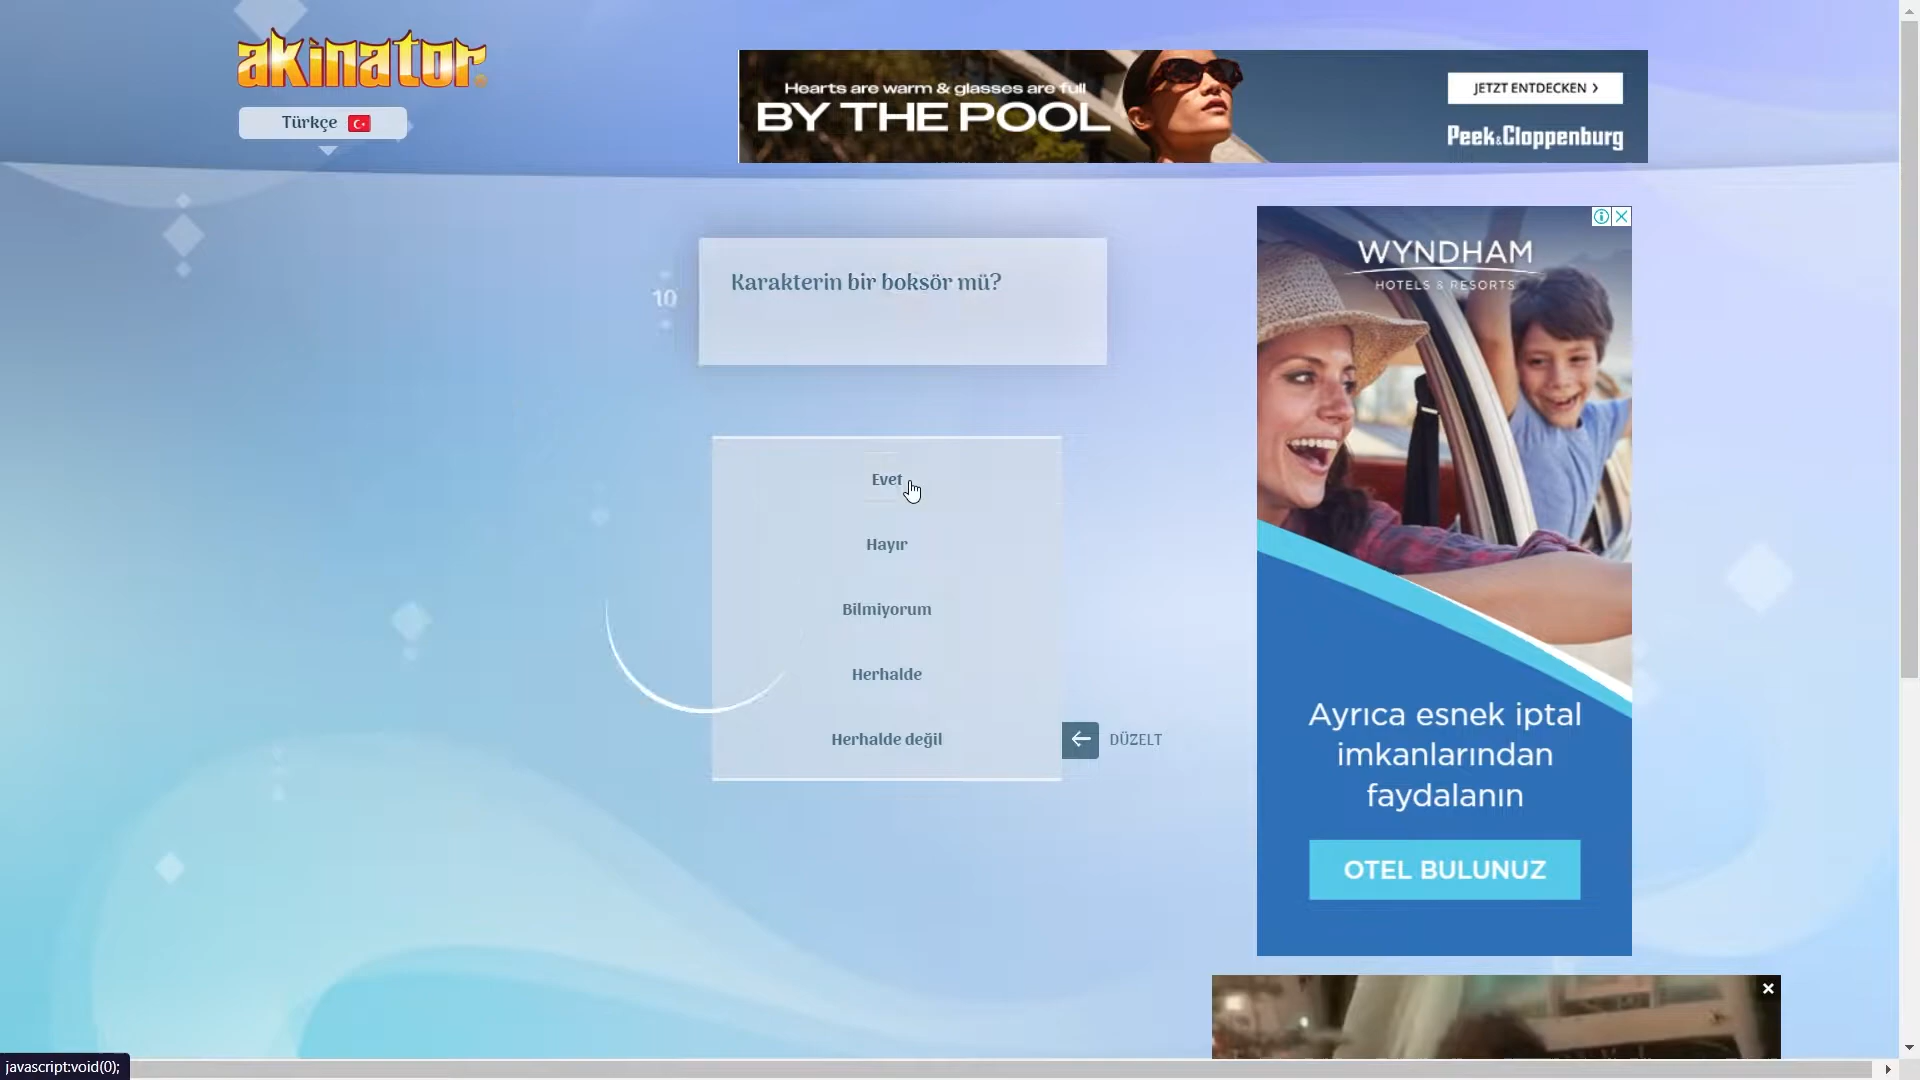 akinator
Türkçe
Hearts are warm & glasses are full
BY THE POOL
JETZT ENTDECKEN >
Peek&Cloppenburg
10
Karakterin bir boksör mü?
Evet
Hayır
Bilmiyorum
Herhalde
Herhalde değil
DÜZELT
WYNDHAM
HOTELS & RESORTS
Ayrıca esnek iptal
imkanlarından
faydalanın
OTEL BULUNUZ
javascript:void(0);